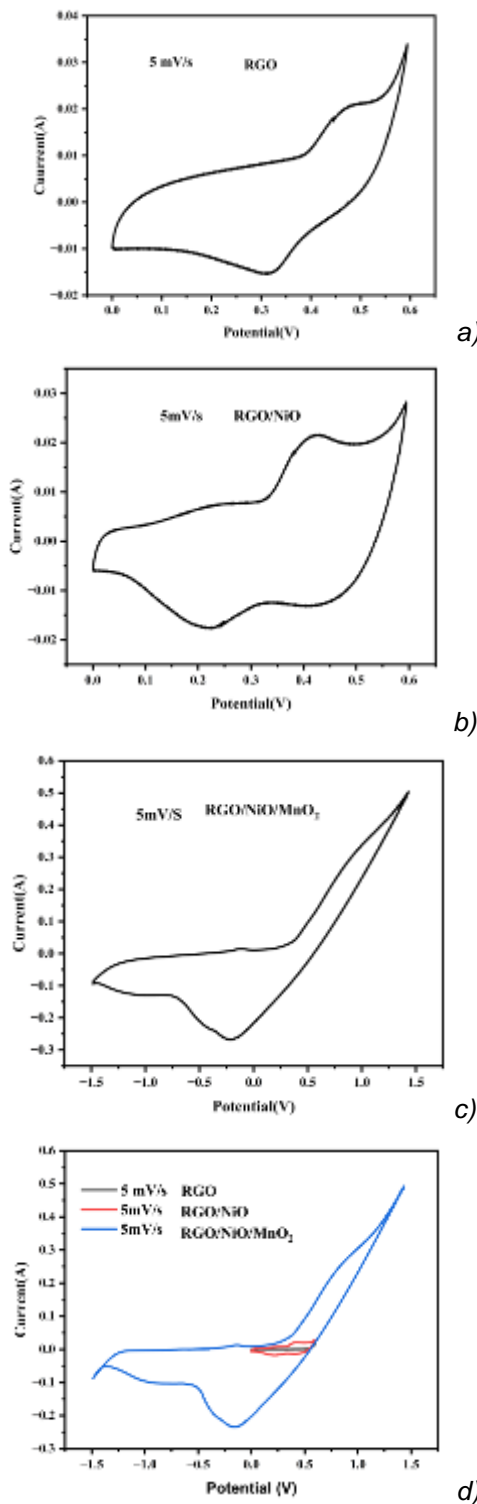 5 mV/s RGO
0.04
0.03
0.02
0.01
0.00
−0.01
−0.02
Cuurrent(A)
0.0 0.1 0.2 0.3 0.4 0.5 0.6
Potential(V)
a)
5mV/s RGO/NiO
0.03
0.02
0.01
0.00
−0.01
−0.02
Current(A)
0.0 0.1 0.2 0.3 0.4 0.5 0.6
Potential(V)
b)
5mV/S RGO/NiO/MnO₂
0.6
0.5
0.4
0.3
0.2
0.1
0.0
−0.1
−0.2
−0.3
Current(A)
−1.5 −1.0 −0.5 0.0 0.5 1.0 1.5
Potential(V)
c)
0.6
0.5
0.4
0.3
0.2
0.1
0.0
−0.1
−0.2
−0.3
Current(A)
5 mV/s RGO
5mV/s RGO/NiO
5mV/s RGO/NiO/MnO₂
−1.5 −1.0 −0.5 0.0 0.5 1.0 1.5
Potential (V)
d)